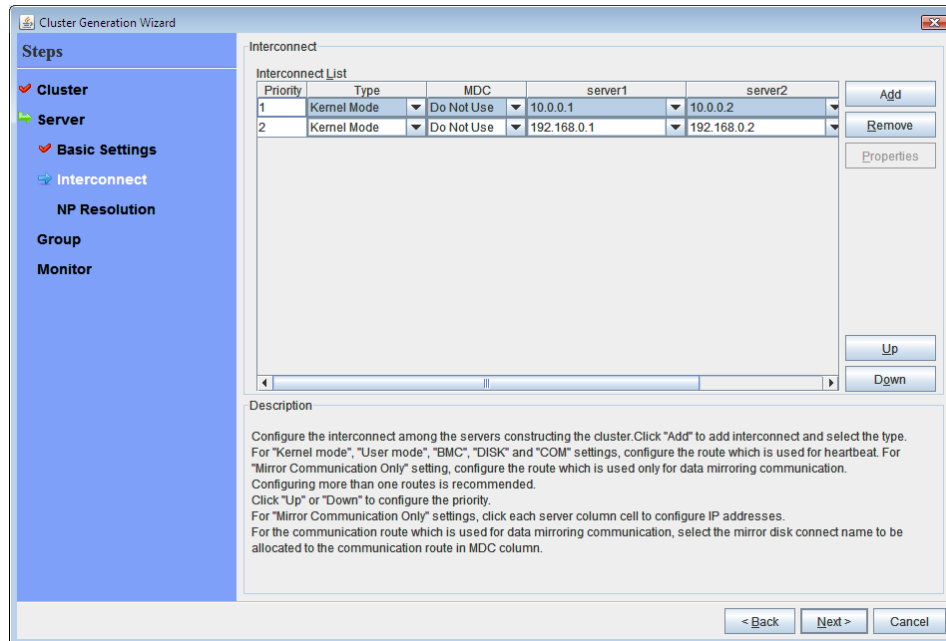 Cluster Generation Wizard
Steps
Cluster
Server
Basic Settings
Interconnect
NP Resolution
Group
Monitor
Interconnect
Interconnect List
Priority Type MDC server1 server2
1 Kernel Mode Do Not Use 10.0.0.1 10.0.0.2
2 Kernel Mode Do Not Use 192.168.0.1 192.168.0.2
Add
Remove
Properties
Up
Down
Description
Configure the interconnect among the servers constructing the cluster.Click "Add" to add interconnect and select the type.
For "Kernel mode", "User mode", "BMC", "DISK" and "COM" settings, configure the route which is used for heartbeat. For
"Mirror Communication Only" setting, configure the route which is used only for data mirroring communication.
Configuring more than one routes is recommended.
Click "Up" or "Down" to configure the priority.
For "Mirror Communication Only" settings, click each server column cell to configure IP addresses.
For the communication route which is used for data mirroring communication, select the mirror disk connect name to be
allocated to the communication route in MDC column.
< Back Next > Cancel